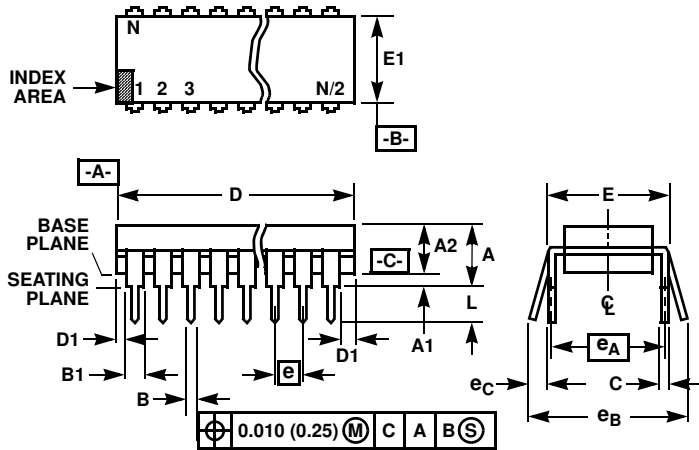 N
E1
INDEX
AREA
1 2 3 N/2
-B-
-A-
D
E
BASE
PLANE
A2
A
-C-
SEATING
PLANE
L
℄
D1
A1
D1
eA
B1
e
eC
C
B
eB
⌖ 0.010 (0.25) Ⓜ C A B Ⓢ